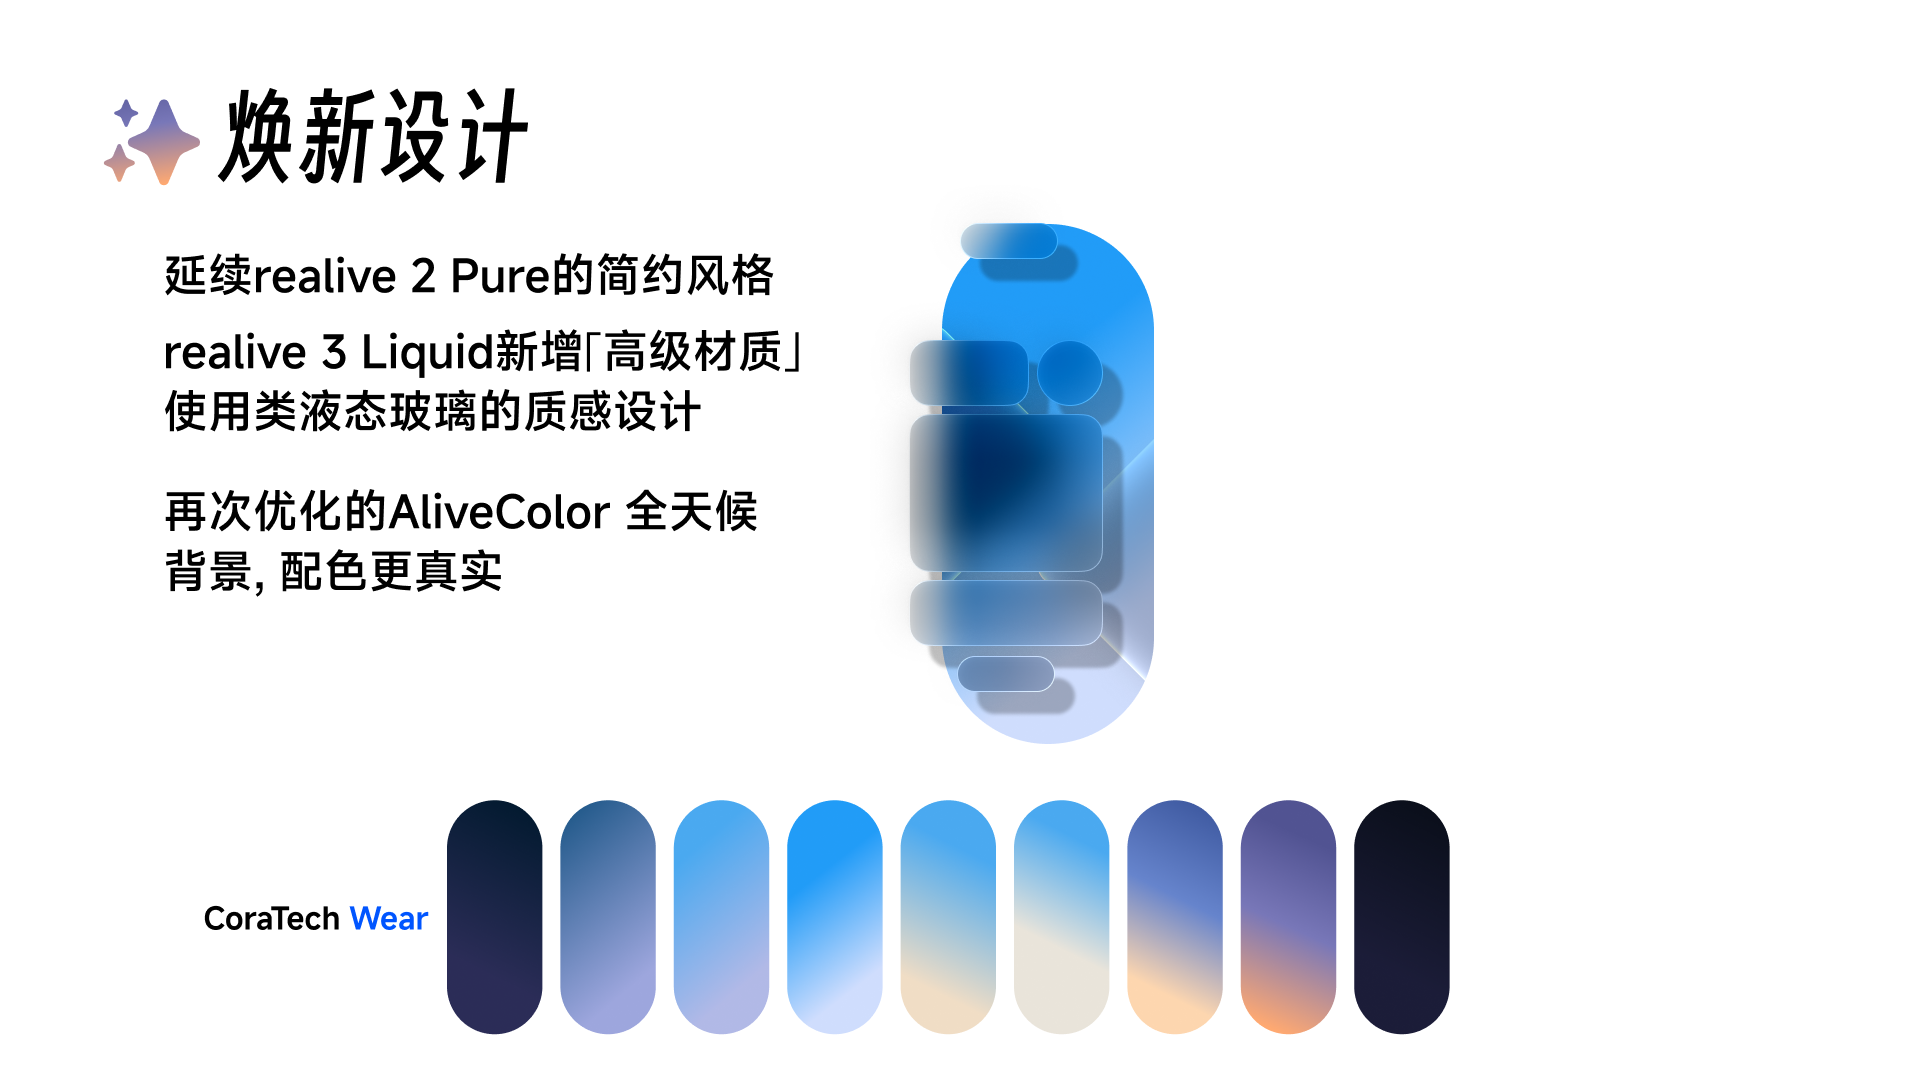 焕新设计
延续realive 2 Pure的简约风格
realive 3 Liquid新增「高级材质」
使用类液态玻璃的质感设计
再次优化的AliveColor 全天候
背景, 配色更真实
CoraTech Wear